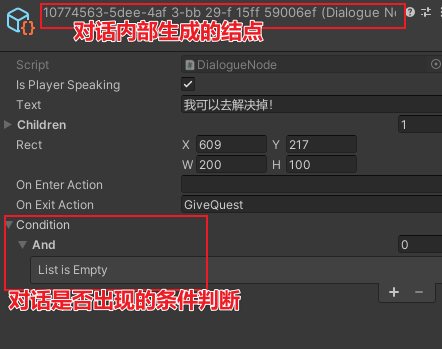 10774563-5dee-4af 3-bb 29-f 15ff 59006ef (Dialogue No
对话内部生成的结点
Script DialogueNode
Is Player Speaking
Text 我可以去解决掉！
Children 1
Rect X 609 Y 217
W 200 H 100
On Enter Action
On Exit Action GiveQuest
Condition
And 0
List is Empty
对话是否出现的条件判断